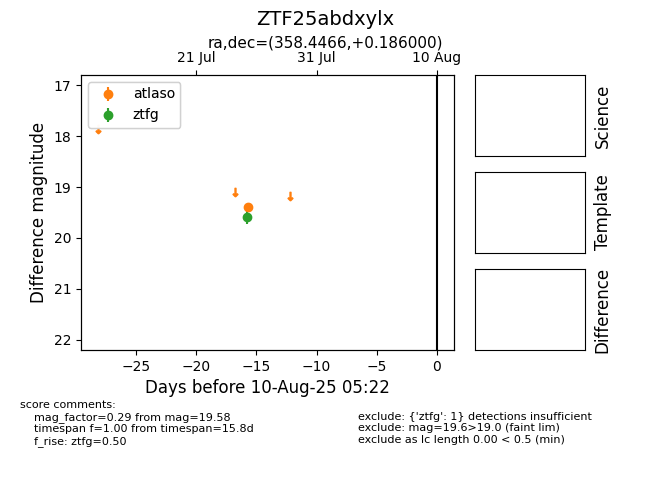 ZTF25abdxylx
ra,dec=(358.4466,+0.186000)
21 Jul
31 Jul
10 Aug
atlaso
ztfg
17
18
19
20
21
22
Difference magnitude
−25
−20
−15
−10
−5
0
Days before 10-Aug-25 05:22
Science
Template
Difference
score comments:
mag_factor=0.29 from mag=19.58
timespan f=1.00 from timespan=15.8d
f_rise: ztfg=0.50
exclude: {'ztfg': 1} detections insufficient
exclude: mag=19.6>19.0 (faint lim)
exclude as lc length 0.00 < 0.5 (min)